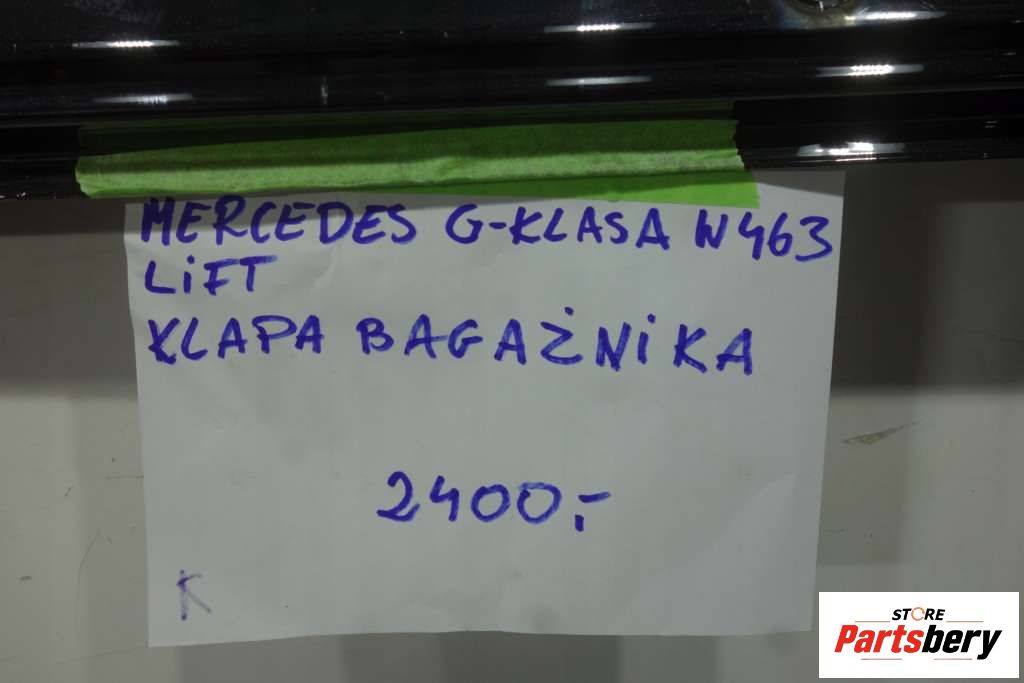 MERCEDES G-KLASA W463
LiFT
KLAPA BAGAŻNiKA
2400,-
K
STORE
Partsbery